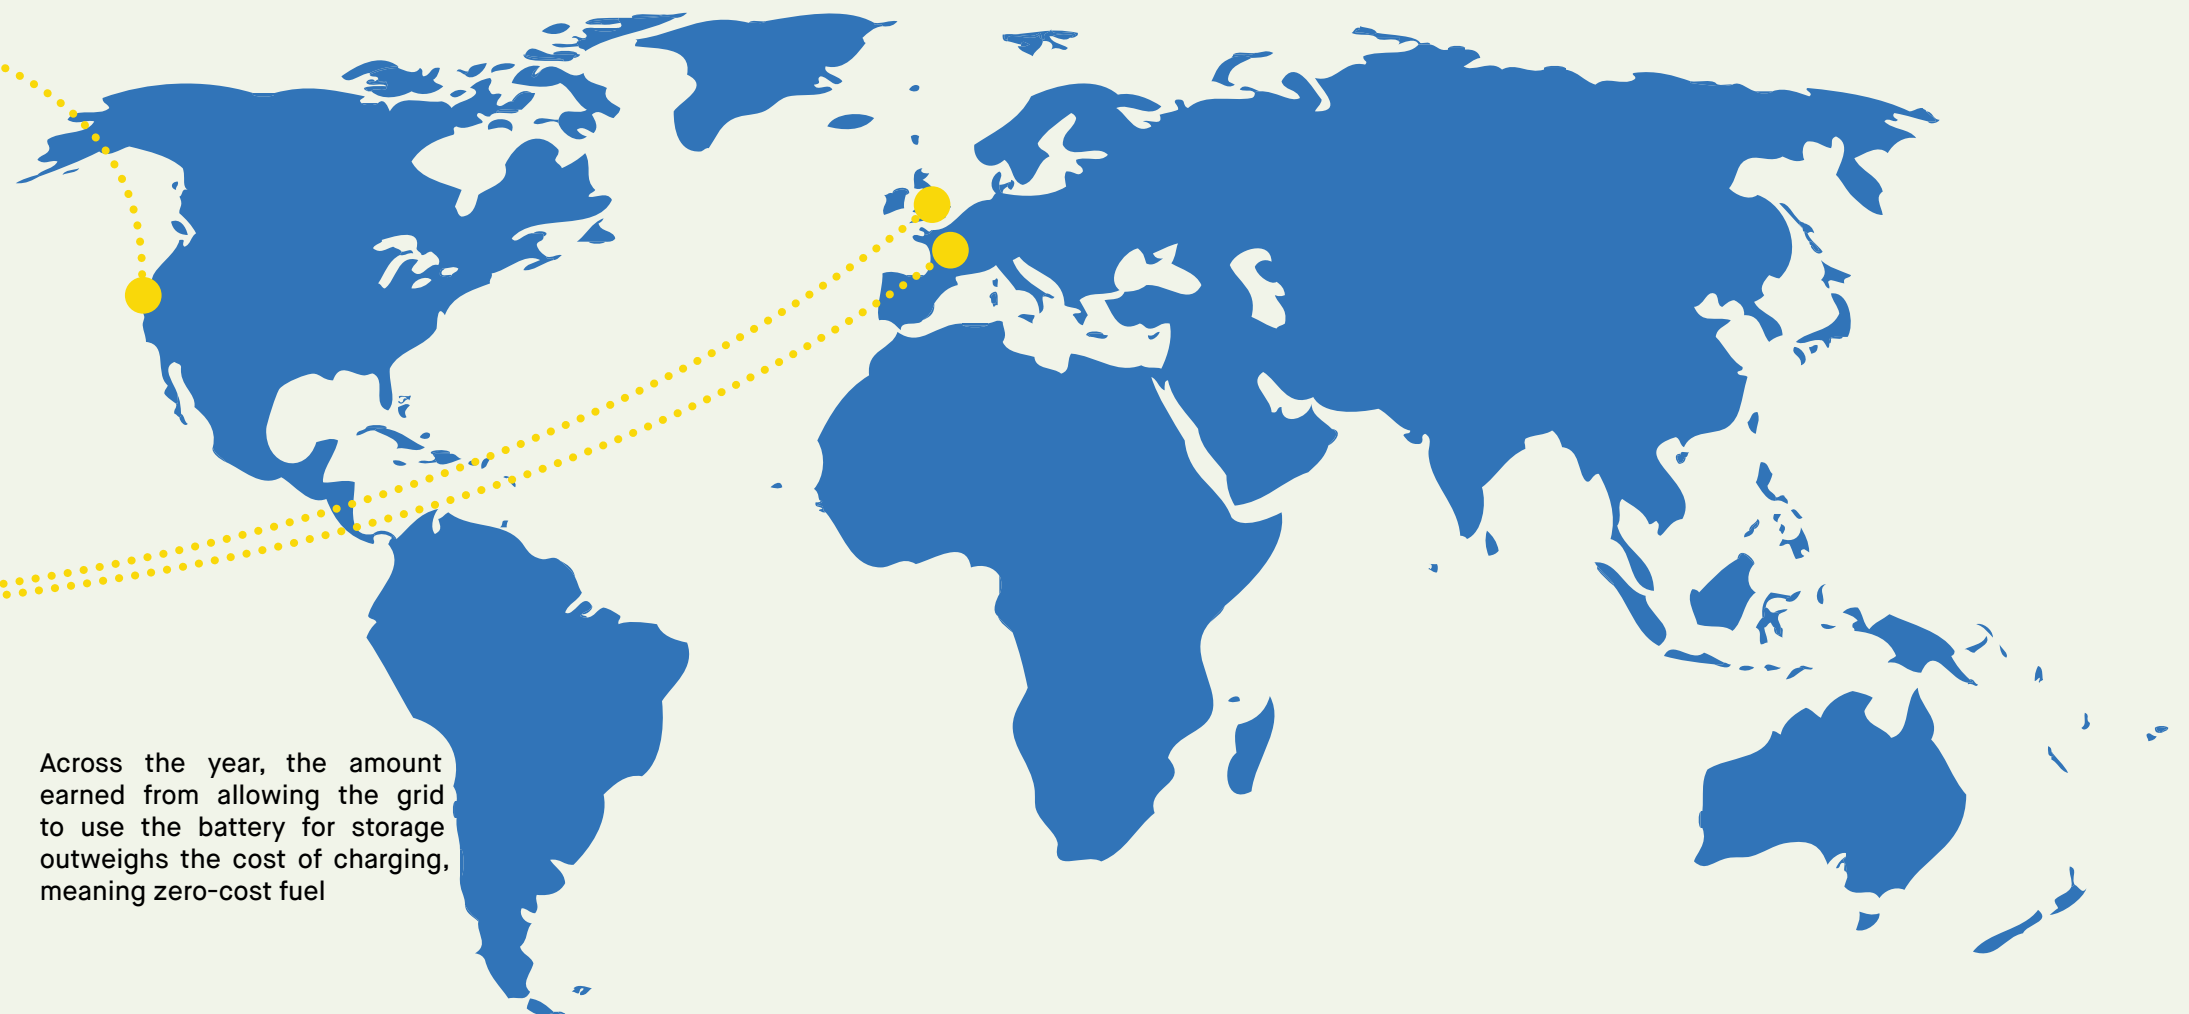 Across the year, the amount
earned from allowing the grid
to use the battery for storage
outweighs the cost of charging,
meaning zero-cost fuel